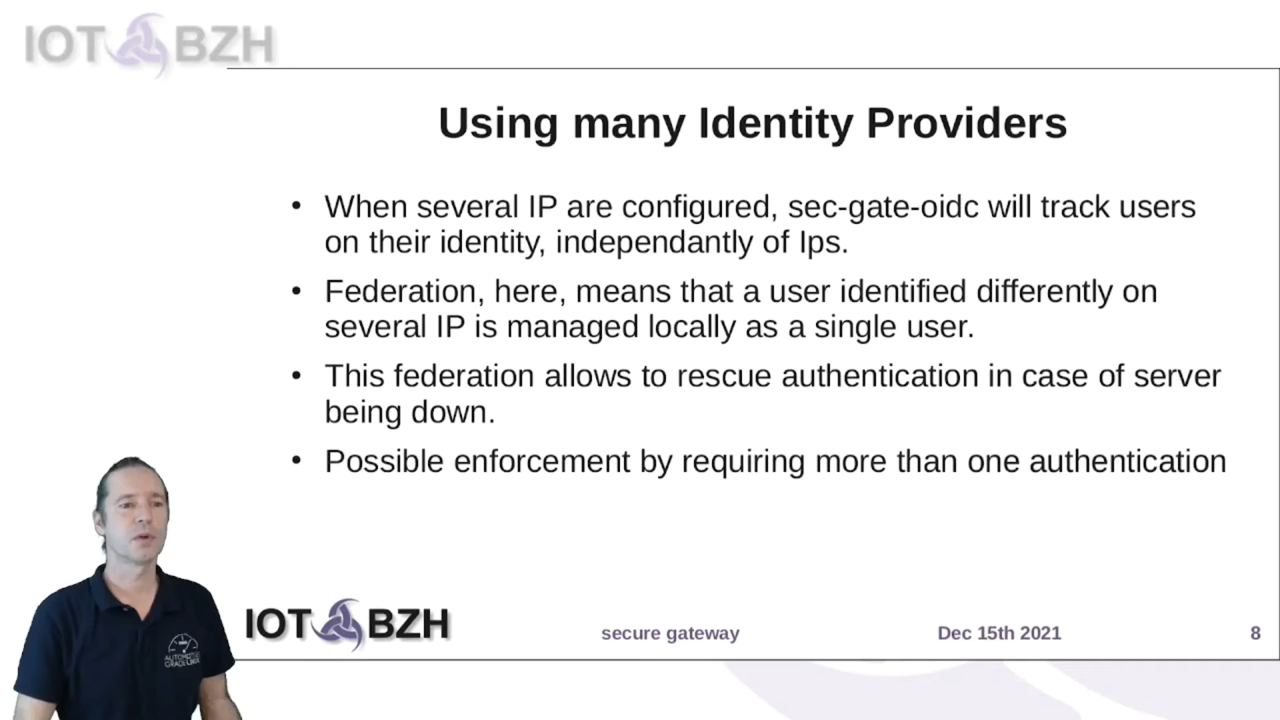 IOT BZH
Using many Identity Providers
• When several IP are configured, sec-gate-oidc will track users
on their identity, independantly of Ips.
• Federation, here, means that a user identified differently on
several IP is managed locally as a single user.
• This federation allows to rescue authentication in case of server
being down.
• Possible enforcement by requiring more than one authentication
AUTOMOTIVE
GRADE LINUX
IOT BZH
secure gateway
Dec 15th 2021
8